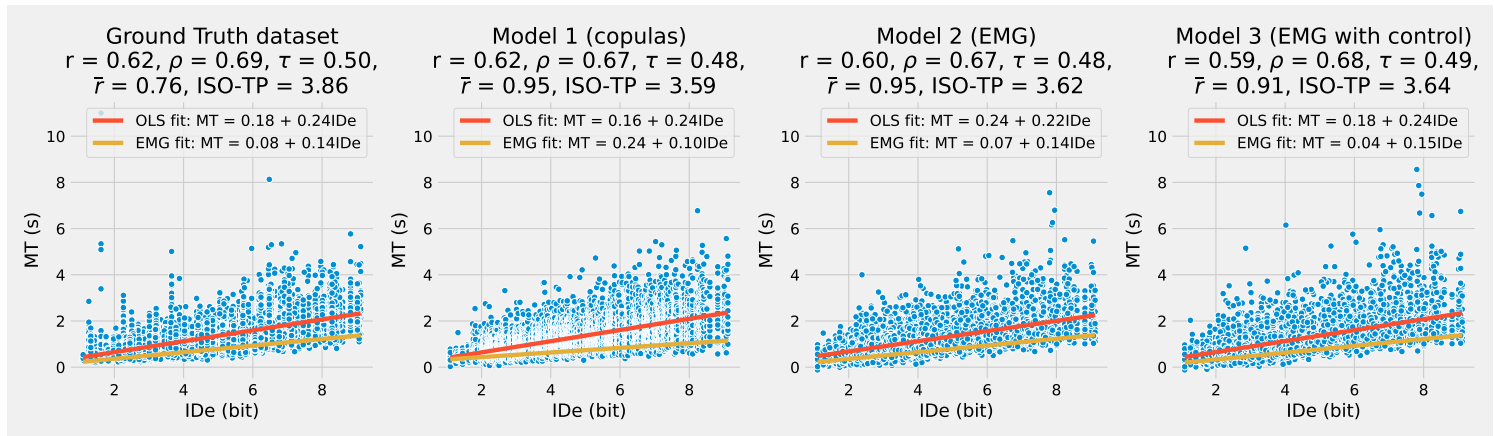 Ground Truth dataset
r = 0.62, ρ = 0.69, τ = 0.50,
r̄ = 0.76, ISO-TP = 3.86
OLS fit: MT = 0.18 + 0.24IDe
EMG fit: MT = 0.08 + 0.14IDe
10
8
6
4
2
0
MT (s)
2 4 6 8
IDe (bit)
Model 1 (copulas)
r = 0.62, ρ = 0.67, τ = 0.48,
r̄ = 0.95, ISO-TP = 3.59
OLS fit: MT = 0.16 + 0.24IDe
EMG fit: MT = 0.24 + 0.10IDe
10
8
6
4
2
0
MT (s)
2 4 6 8
IDe (bit)
Model 2 (EMG)
r = 0.60, ρ = 0.67, τ = 0.48,
r̄ = 0.95, ISO-TP = 3.62
OLS fit: MT = 0.24 + 0.22IDe
EMG fit: MT = 0.07 + 0.14IDe
10
8
6
4
2
0
MT (s)
2 4 6 8
IDe (bit)
Model 3 (EMG with control)
r = 0.59, ρ = 0.68, τ = 0.49,
r̄ = 0.91, ISO-TP = 3.64
OLS fit: MT = 0.18 + 0.24IDe
EMG fit: MT = 0.04 + 0.15IDe
10
8
6
4
2
0
MT (s)
2 4 6 8
IDe (bit)